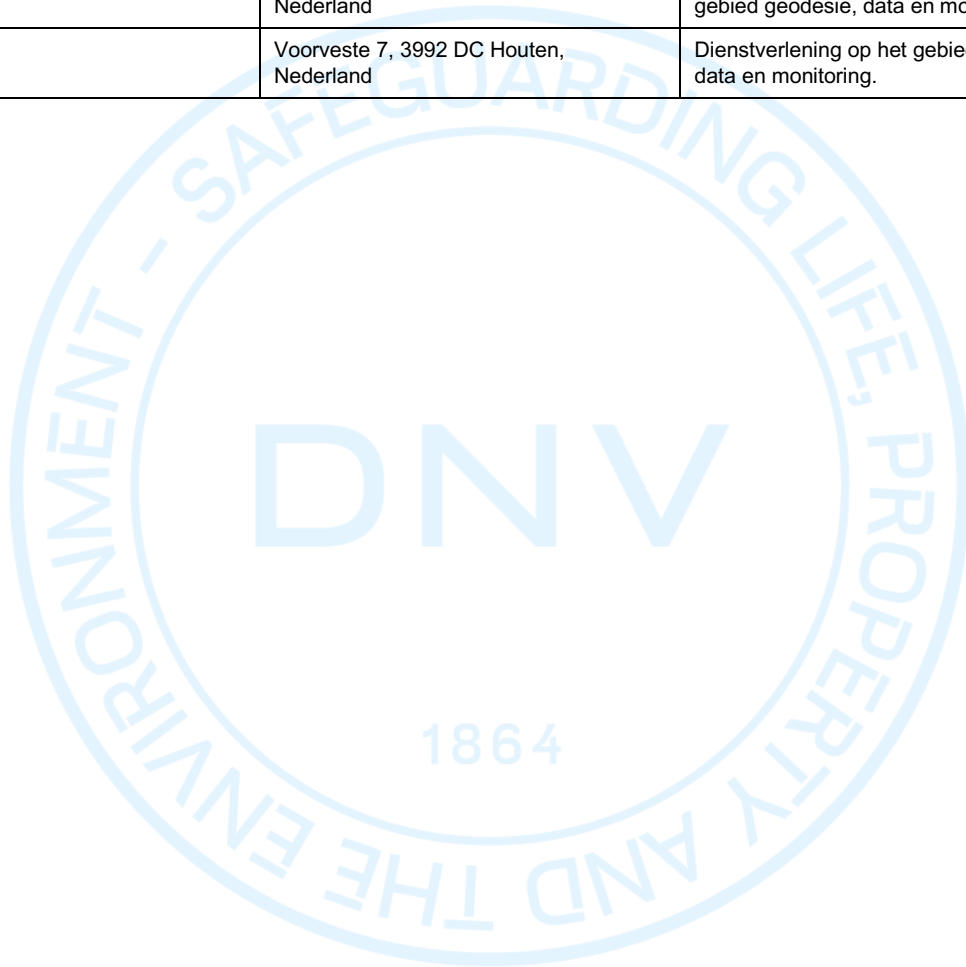 Nederland
gebied geodesie, data en mo
Voorveste 7, 3992 DC Houten,
Nederland
Dienstverlening op het gebie
data en monitoring.
SAFEGUARDING LIFE, PROPERTY AND THE ENVIRONMENT -
DNV
1864